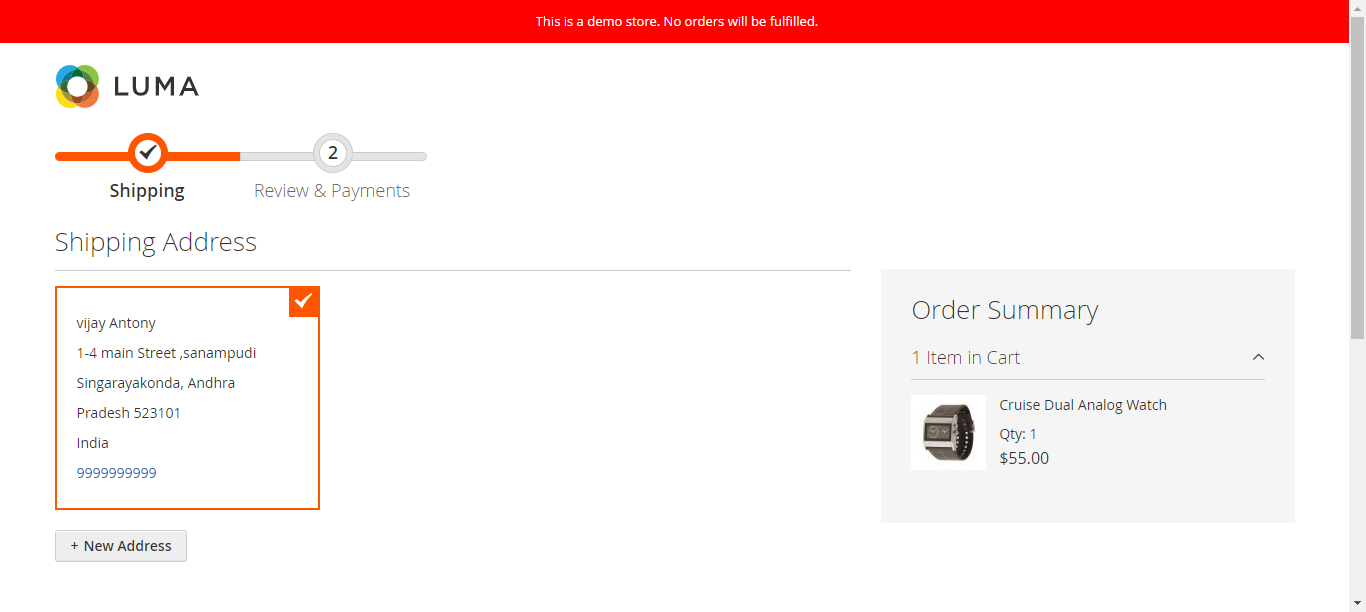 This is a demo store. No orders will be fulfilled.
LUMA
2
Shipping
Review & Payments
Shipping Address
vijay Antony
1-4 main Street ,sanampudi
Singarayakonda, Andhra
Pradesh 523101
India
9999999999
+ New Address
Order Summary
1 Item in Cart
Cruise Dual Analog Watch
Qty: 1
$55.00